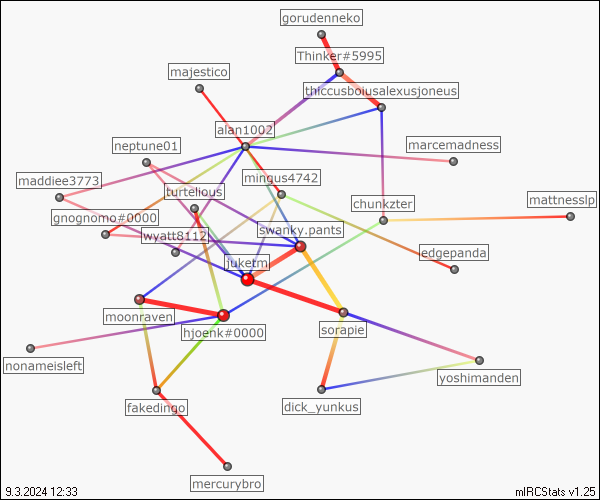 gorudenneko
Thinker#5995
majestico
thiccusboiusalexusjoneus
alan1002
neptune01
marcemadness
mingus4742
maddiee3773
turtelious
chunkzter
mattnesslp
gnognomo#0000
swanky.pants
wyatt8112
edgepanda
juketm
moonraven
hjoenk#0000
sorapie
nonameisleft
yoshimanden
fakedingo
dick_yunkus
mercurybro
9.3.2024 12:33
mIRCStats v1.25